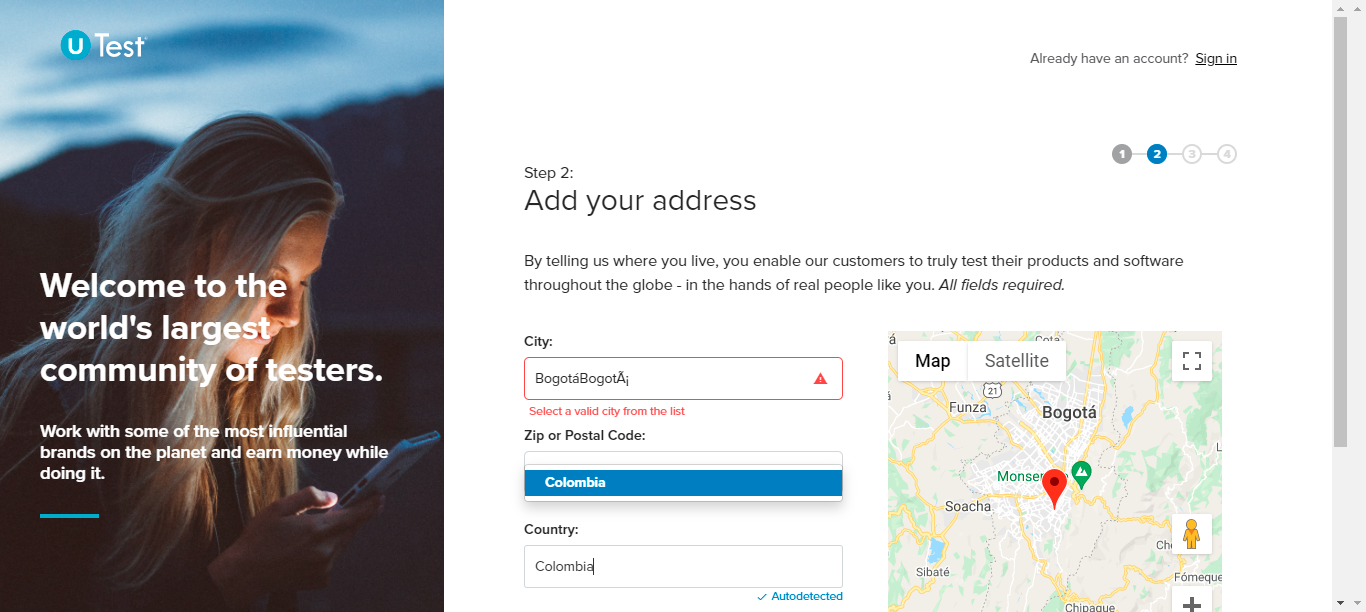 U Test
Welcome to the
world's largest
community of testers.
Work with some of the most influential
brands on the planet and earn money while
doing it.
Already have an account? Sign in
1 2 3 4
Step 2:
Add your address
By telling us where you live, you enable our customers to truly test their products and software
throughout the globe - in the hands of real people like you. All fields required.
City:
BogotáBogotÃ¡
Select a valid city from the list
Zip or Postal Code:
Colombia
Country:
Colombia
Autodetected
Map Satellite
Cota
21
Funza
Bogotá
Monser
Soacha
Ch
Sibaté
Fómeque
Chipaque